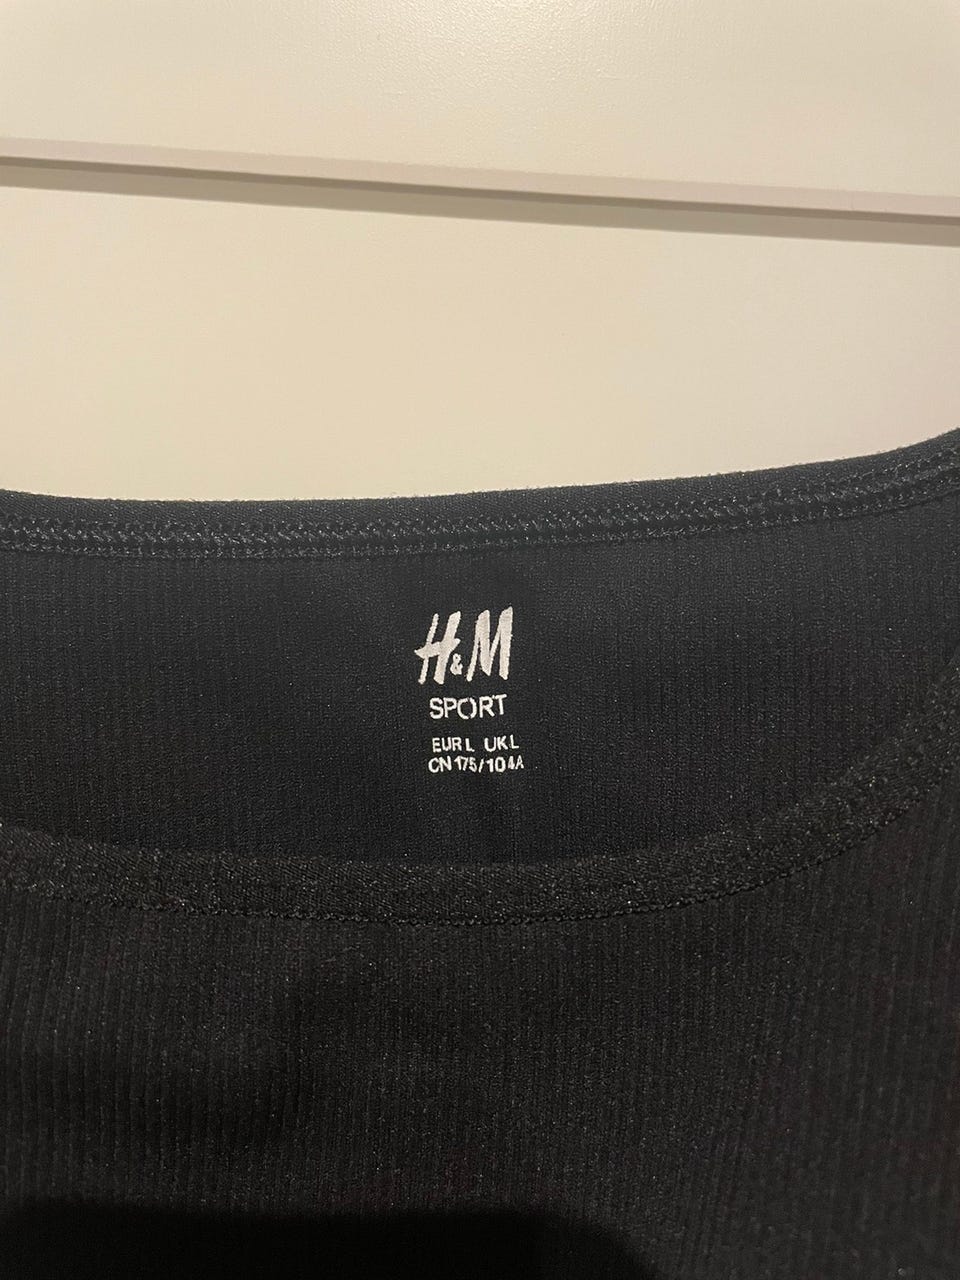 H&M
SPORT
EUR L UK L
CN 175/104A